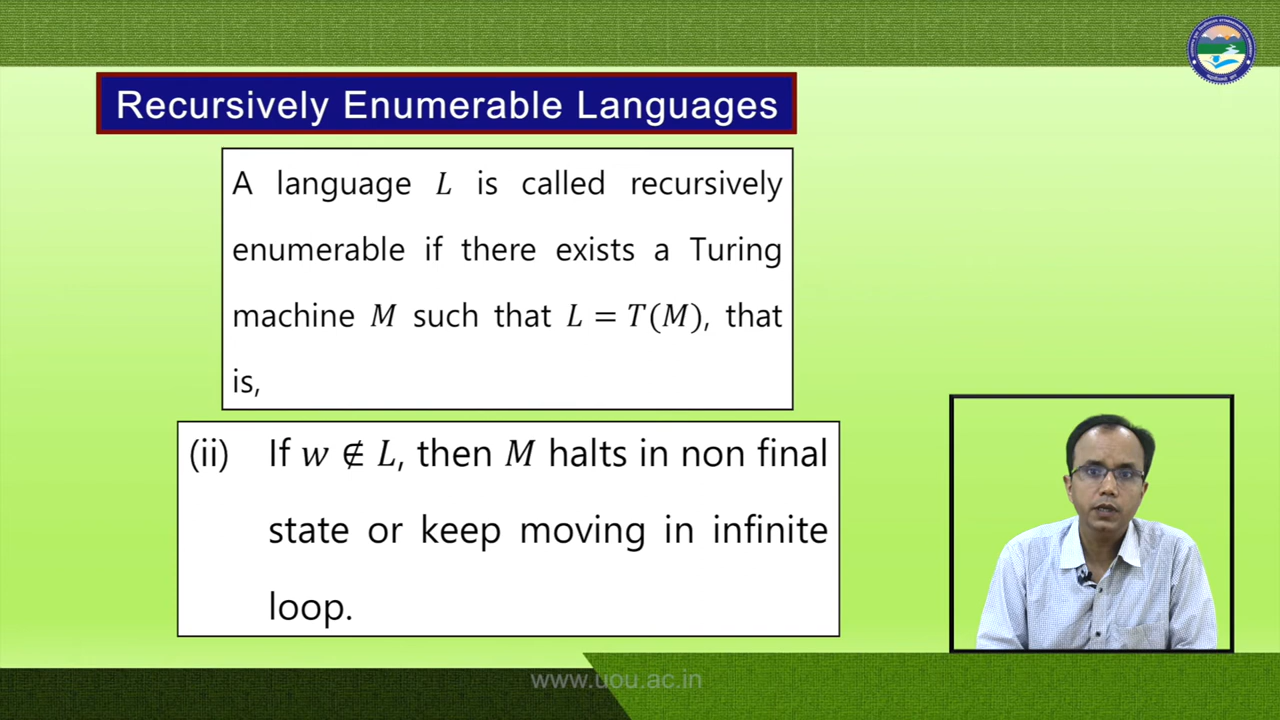 Recursively Enumerable Languages
A language L is called recursively
enumerable if there exists a Turing
machine M such that L = T(M), that
is,
(ii) If w ∉ L, then M halts in non final
state or keep moving in infinite
loop.
www.uou.ac.in